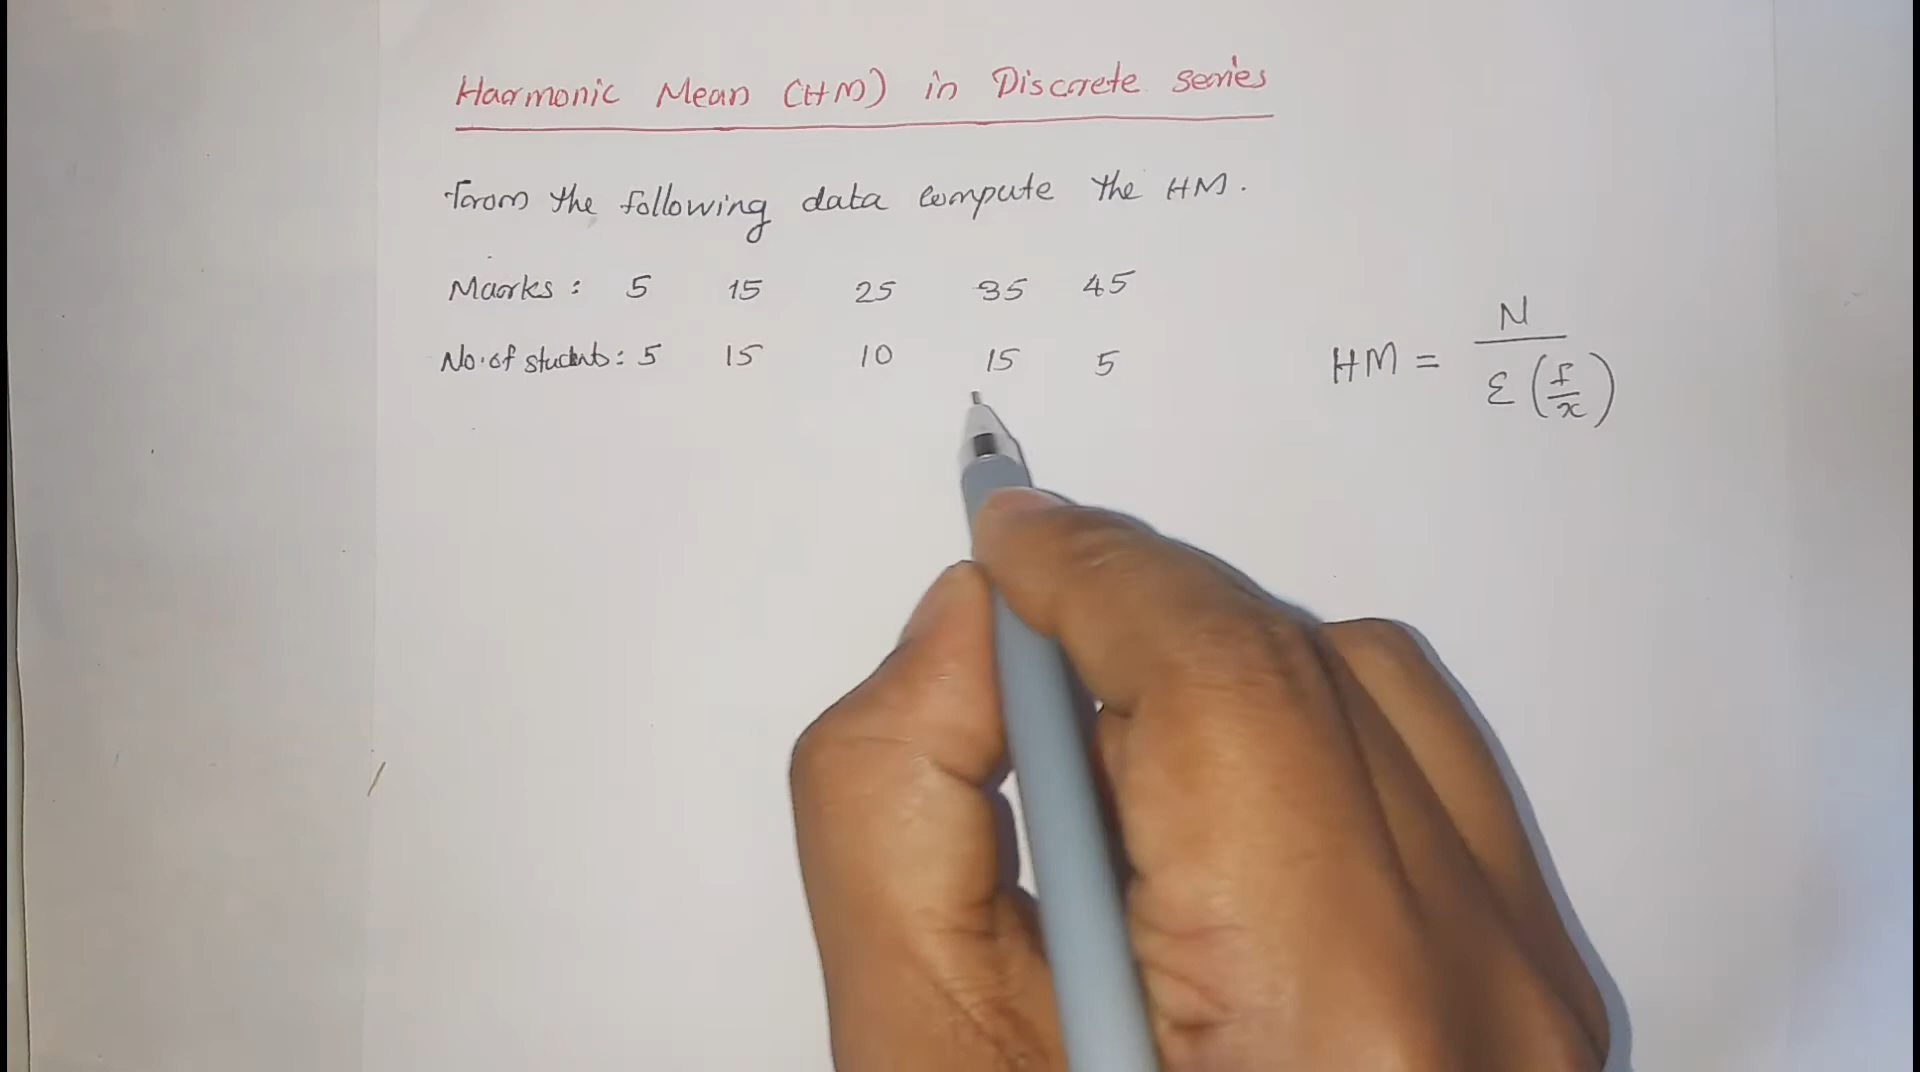 Harmonic Mean (HM) in Discrete series
From the following data compute the HM.
Marks: 5 15 25 35 45
No. of students: 5 15 10 15 5
HM = N / Σ (f/x)